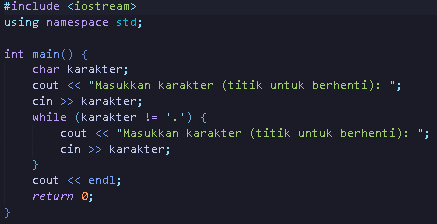 #include <iostream>
using namespace std;

int main() {
    char karakter;
    cout << "Masukkan karakter (titik untuk berhenti): ";
    cin >> karakter;
    while (karakter != '.') {
        cout << "Masukkan karakter (titik untuk berhenti): ";
        cin >> karakter;
    }
    cout << endl;
    return 0;
}